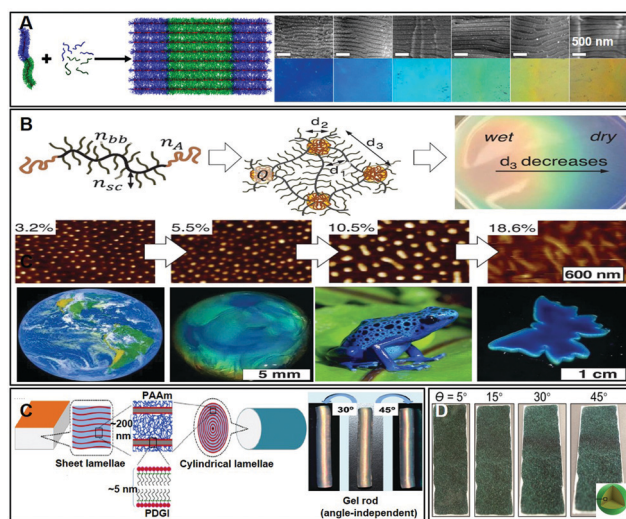 A
500 nm
B
n_bb
n_A
n_sc
d_2
d_3
Q
d_1
wet
dry
d_3 decreases
3.2%
5.5%
10.5%
18.6%
600 nm
C
5 mm
1 cm
C
PAAm
~200
nm
Sheet lamellae
Cylindrical lamellae
~5 nm
PDGI
30°
45°
Gel rod
(angle-independent)
D
Θ = 5°
15°
30°
45°